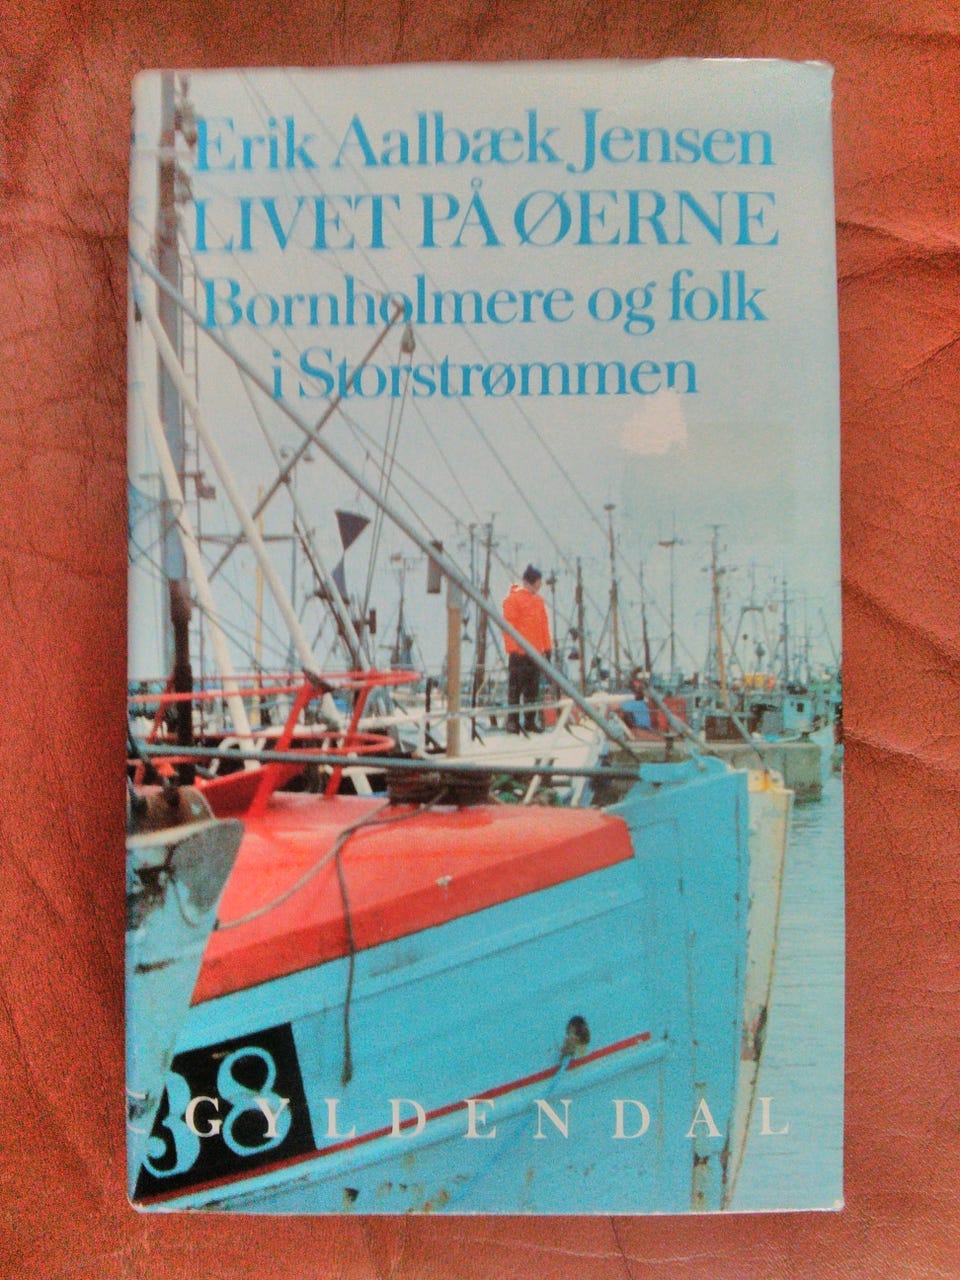 Erik Aalbæk Jensen
LIVET PÅ ØERNE
Bornholmere og folk
i Storstrømmen
38
GYLDENDAL